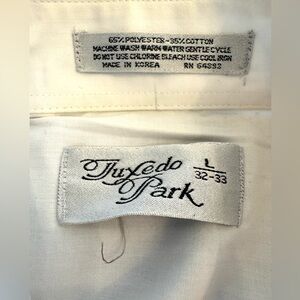 65% POLYESTER-35% COTTON
MACHINE WASH WARM WATER GENTLE CYCLE
DO NOT USE CHLORINE BLEACH USE COOL IRON
MADE IN KOREA RN 64893
Tuxedo
Park
L
32-33